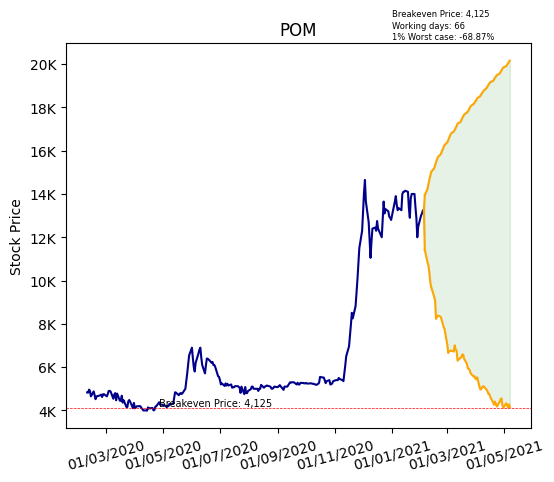 Breakeven Price: 4,125
Working days: 66
1% Worst case: -68.87%
POM
Stock Price
20K
18K
16K
14K
12K
10K
8K
6K
4K
Breakeven Price: 4,125
01/03/2020
01/05/2020
01/07/2020
01/09/2020
01/11/2020
01/01/2021
01/03/2021
01/05/2021